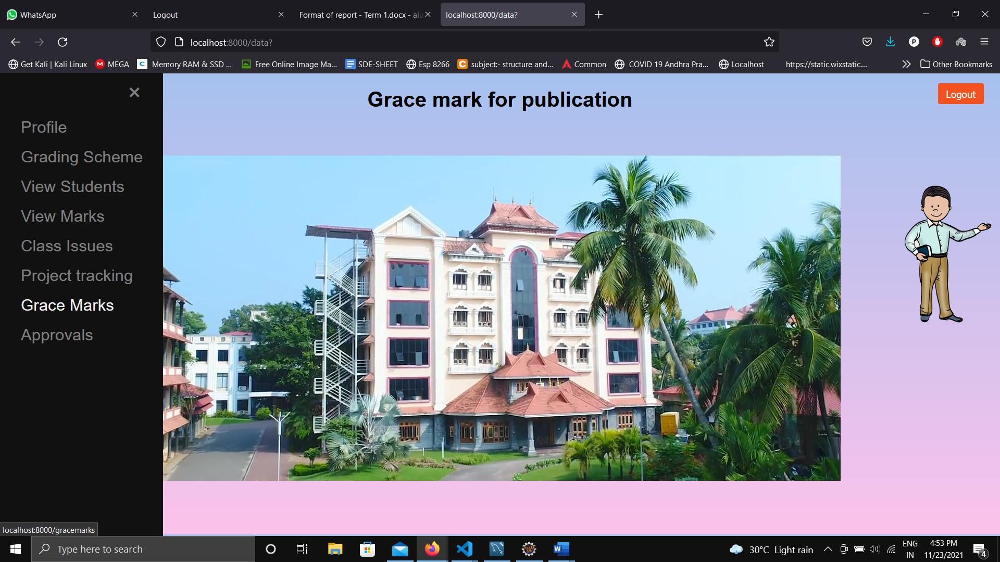 WhatsApp
Logout
Format of report - Term 1.docx - alu
localhost:8000/data?
localhost:8000/data?
P
Get Kali | Kali Linux
MEGA
Memory RAM & SSD ...
Free Online Image Ma...
SDE-SHEET
Esp 8266
subject:- structure and...
Common
COVID 19 Andhra Pra...
Localhost
https://static.wixstatic....
Other Bookmarks
Grace mark for publication
Logout
Profile
Grading Scheme
View Students
View Marks
Class Issues
Project tracking
Grace Marks
Approvals
localhost:8000/gracemarks
Type here to search
30°C Light rain
ENG
IN
4:53 PM
11/23/2021
4